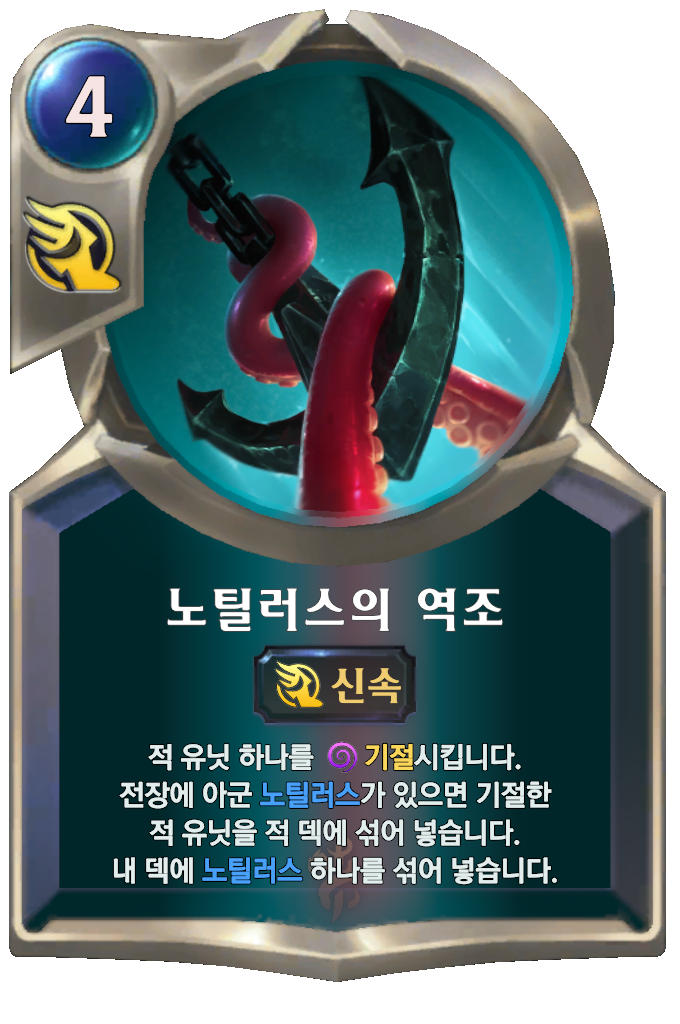 4
노틸러스의 역조
신속
적 유닛 하나를 기절시킵니다.
전장에 아군 노틸러스가 있으면 기절한
적 유닛을 적 덱에 섞어 넣습니다.
내 덱에 노틸러스 하나를 섞어 넣습니다.